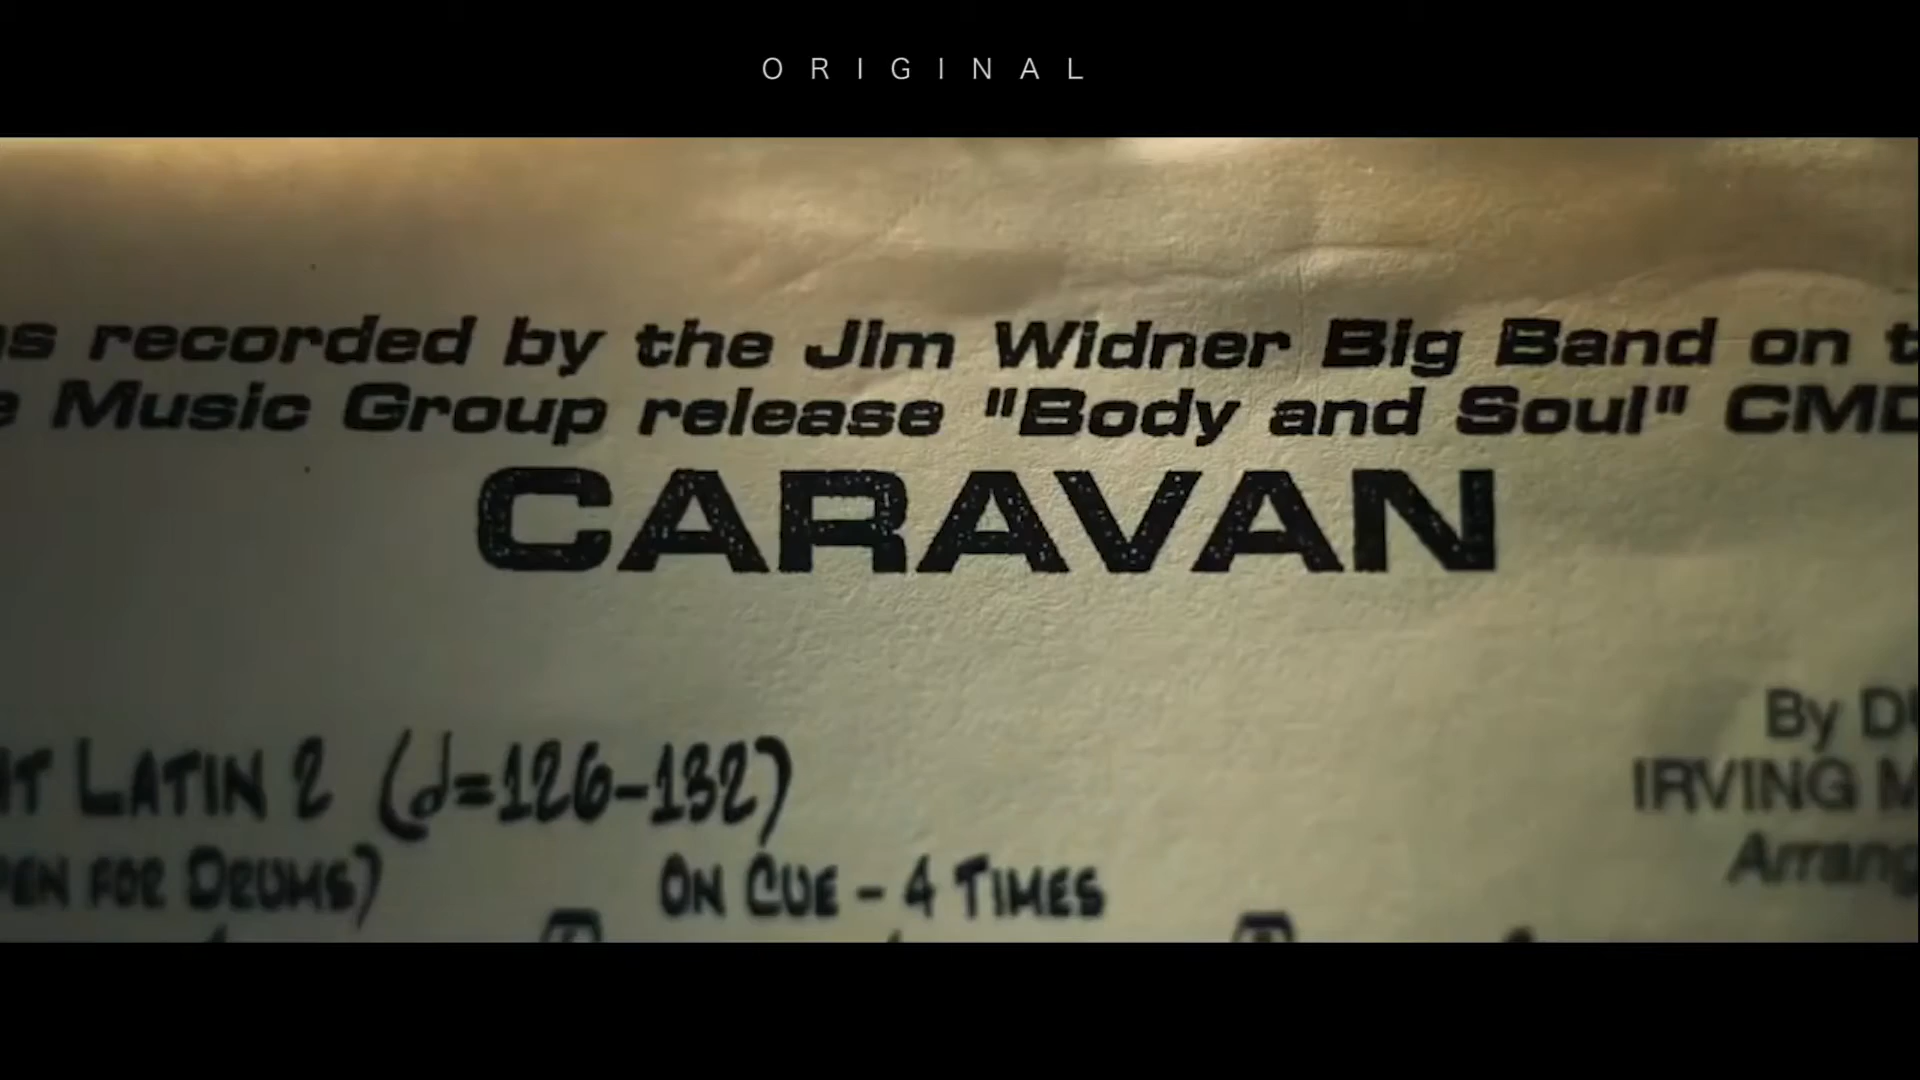 ORIGINAL
recorded by the Jim Widner Big Band on
Music Group release "Body and Soul"
CARAVAN
LATIN 2 (d=126-132)
FOR DRUMS)
ON CUE - 4 TIMES
By
IRVING